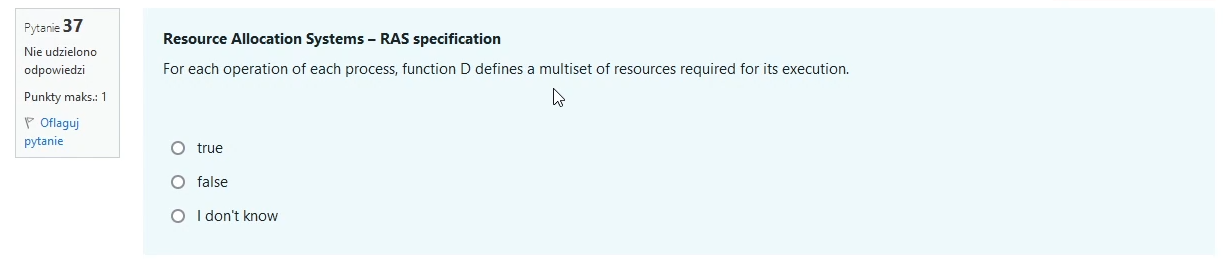 Pytanie 37
Nie udzielono
odpowiedzi
Punkty maks.: 1
Oflaguj
pytanie
Resource Allocation Systems – RAS specification
For each operation of each process, function D defines a multiset of resources required for its execution.
true
false
I don't know